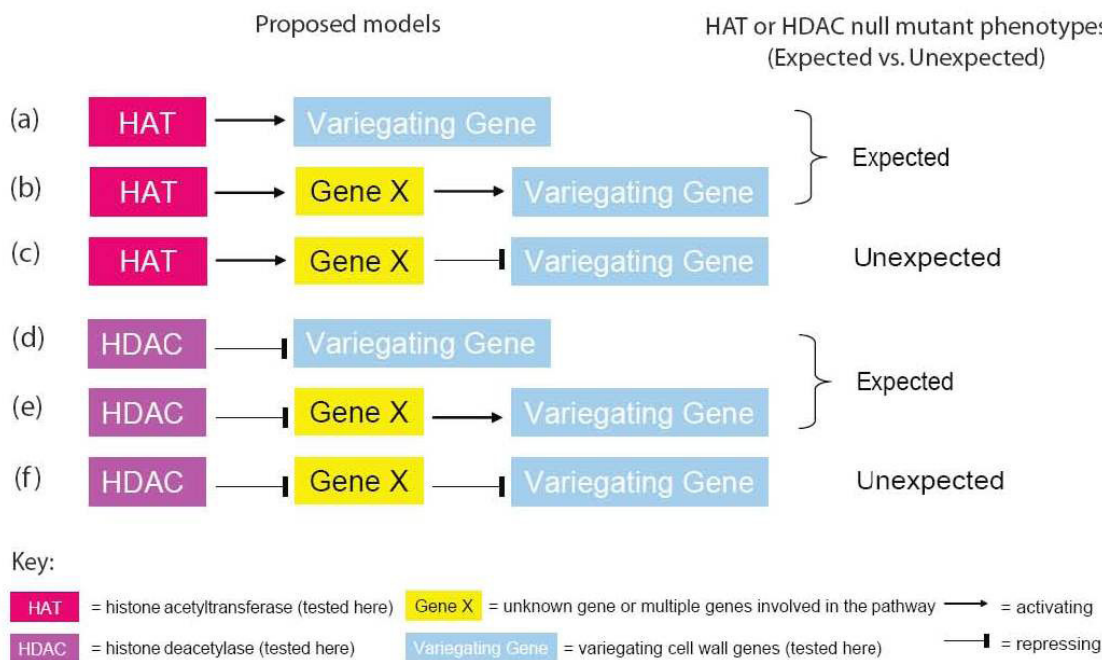 Proposed models
HAT or HDAC null mutant phenotypes
(Expected vs. Unexpected)
(a) HAT Variegating Gene
Expected
(b) HAT Gene X Variegating Gene
(c) HAT Gene X Variegating Gene Unexpected
(d) HDAC Variegating Gene
Expected
(e) HDAC Gene X Variegating Gene
(f) HDAC Gene X Variegating Gene Unexpected
Key:
HAT = histone acetyltransferase (tested here) Gene X = unknown gene or multiple genes involved in the pathway = activating
HDAC = histone deacetylase (tested here) Variegating Gene = variegating cell wall genes (tested here) = repressing